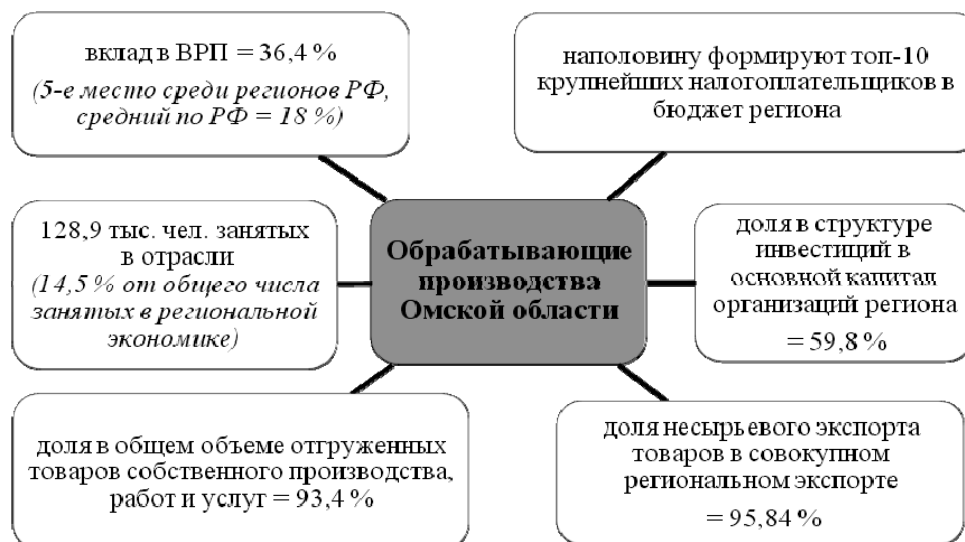 вклад в ВРП = 36,4 %
(5-е место среди регионов РФ,
средний по РФ = 18 %)
наполовину формируют топ-10
крупнейших налогоплательщиков в
бюджет региона
128,9 тыс. чел. занятых
в отрасли
(14,5 % от общего числа
занятых в региональной
экономике)
Обрабатывающие
производства
Омской области
доля в структуре
инвестиций в
основной капитал
организаций региона
= 59,8 %
доля в общем объеме отгруженных
товаров собственного производства,
работ и услуг = 93,4 %
доля несырьевого экспорта
товаров в совокупном
региональном экспорте
= 95,84 %